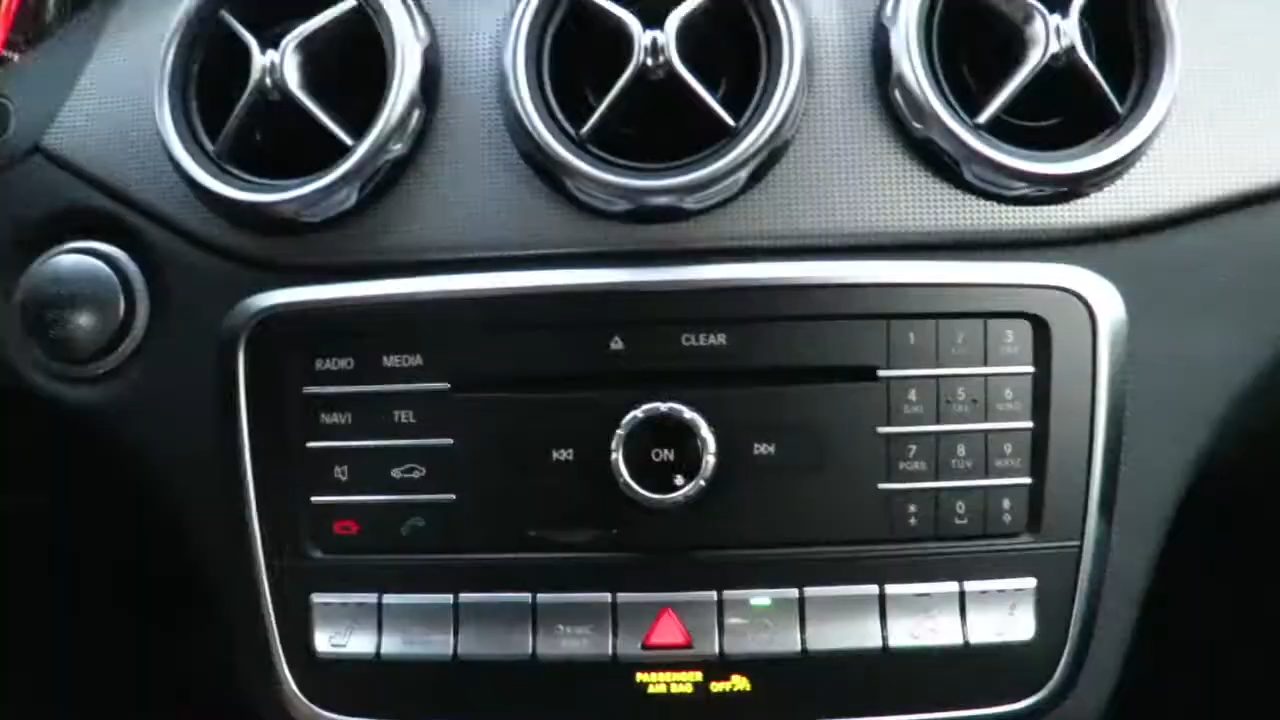 CLEAR
RADIO MEDIA
NAVI TEL
ON
1 2 3
4 5 6
7 8 9
PQRS TUV WXYZ
* 0 #
PASSENGER
AIR BAG OFF